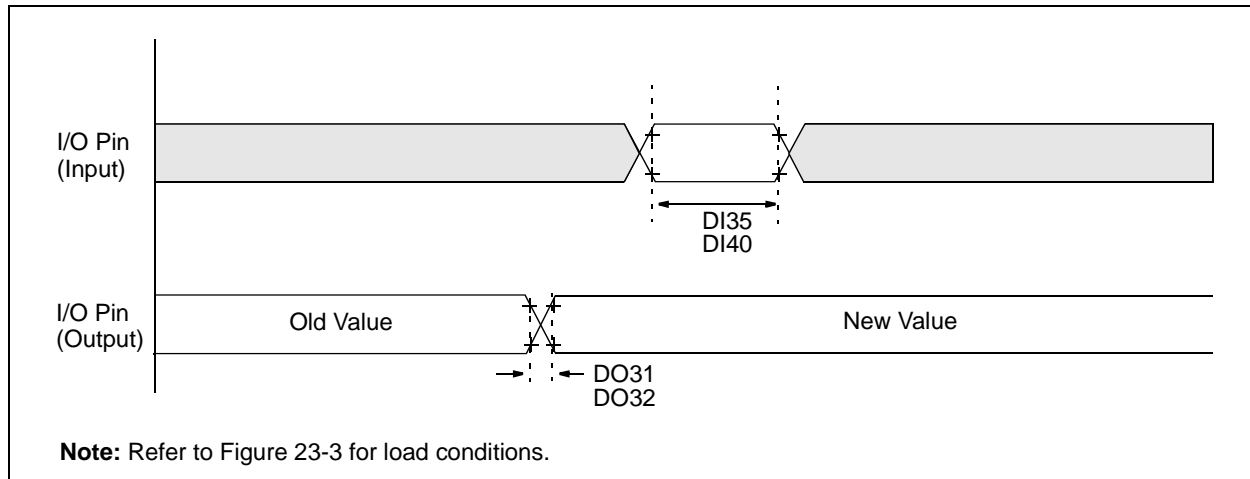 I/O Pin
(Input)
DI35
DI40
I/O Pin
(Output)
Old Value
New Value
DO31
DO32
Note: Refer to Figure 23-3 for load conditions.